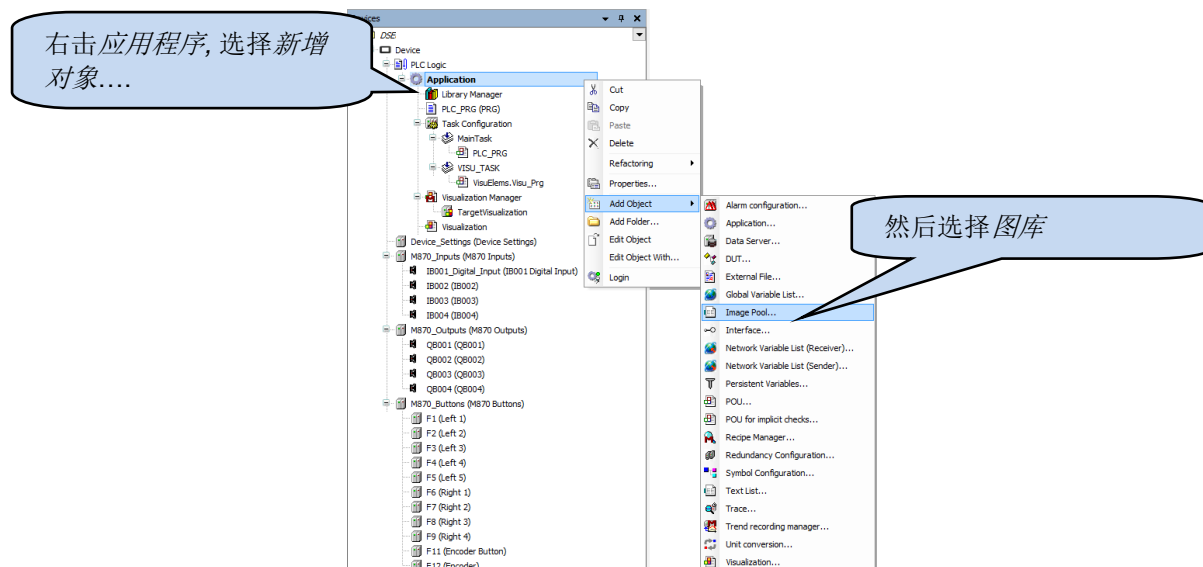 右击应用程序, 选择新增
对象....
Devices
DSE
Device
PLC Logic
Application
Library Manager
PLC_PRG (PRG)
Task Configuration
MainTask
PLC_PRG
VISU_TASK
VisuElems.Visu_Prg
Visualization Manager
TargetVisualization
Visualization
Device_Settings (Device Settings)
M870_Inputs (M870 Inputs)
IB001_Digital_Input (IB001 Digital Input)
IB002 (IB002)
IB003 (IB003)
IB004 (IB004)
M870_Outputs (M870 Outputs)
QB001 (QB001)
QB002 (QB002)
QB003 (QB003)
QB004 (QB004)
M870_Buttons (M870 Buttons)
F1 (Left 1)
F2 (Left 2)
F3 (Left 3)
F4 (Left 4)
F5 (Left 5)
F6 (Right 1)
F7 (Right 2)
F8 (Right 3)
F9 (Right 4)
F11 (Encoder Button)
F12 (Encoder)
Cut
Copy
Paste
Delete
Refactoring
Properties...
Add Object
Add Folder...
Edit Object
Edit Object With...
Login
Alarm configuration...
Application...
Data Server...
DUT...
External File...
Global Variable List...
Image Pool...
Interface...
Network Variable List (Receiver)...
Network Variable List (Sender)...
Persistent Variables...
POU...
POU for implicit checks...
Recipe Manager...
Redundancy Configuration...
Symbol Configuration...
Text List...
Trace...
Trend recording manager...
Unit conversion...
Visualization...
然后选择图库